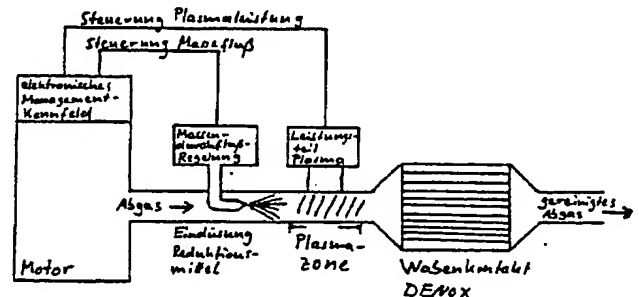 Steuerung Plasmaleistung
Steuerung Massfluß
elektronisches
Management-
Kennfeld
Massen-
durchfluß-
Regelung
Leistungs-
teil
Plasma
Abgas
gereinigtes
Abgas
Eindüsung
Reduktions-
mittel
Plasma-
zone
Wabenkontakt
DENOX
Motor